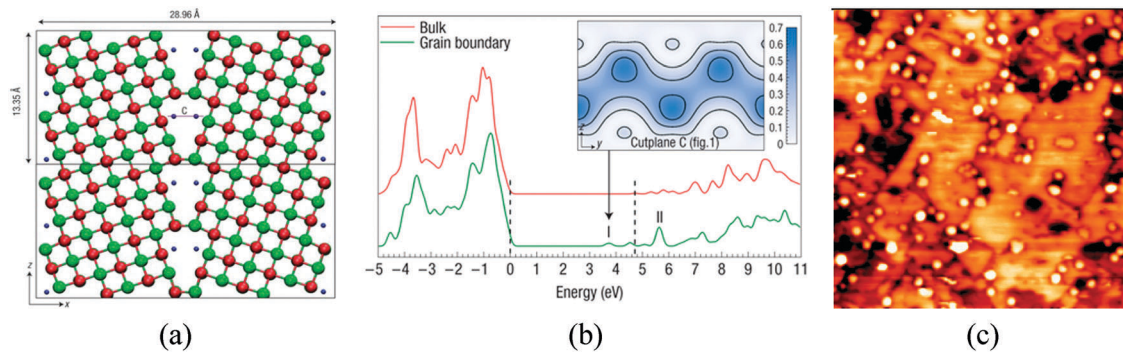 28.96 Å
13.35 Å
C
z
x
Bulk
Grain boundary
0.7
0.6
0.5
0.4
0.3
0.2
0.1
0
z
y
Cutplane C (fig.1)
I
II
−5 −4 −3 −2 −1 0 1 2 3 4 5 6 7 8 9 10 11
Energy (eV)
(a)
(b)
(c)